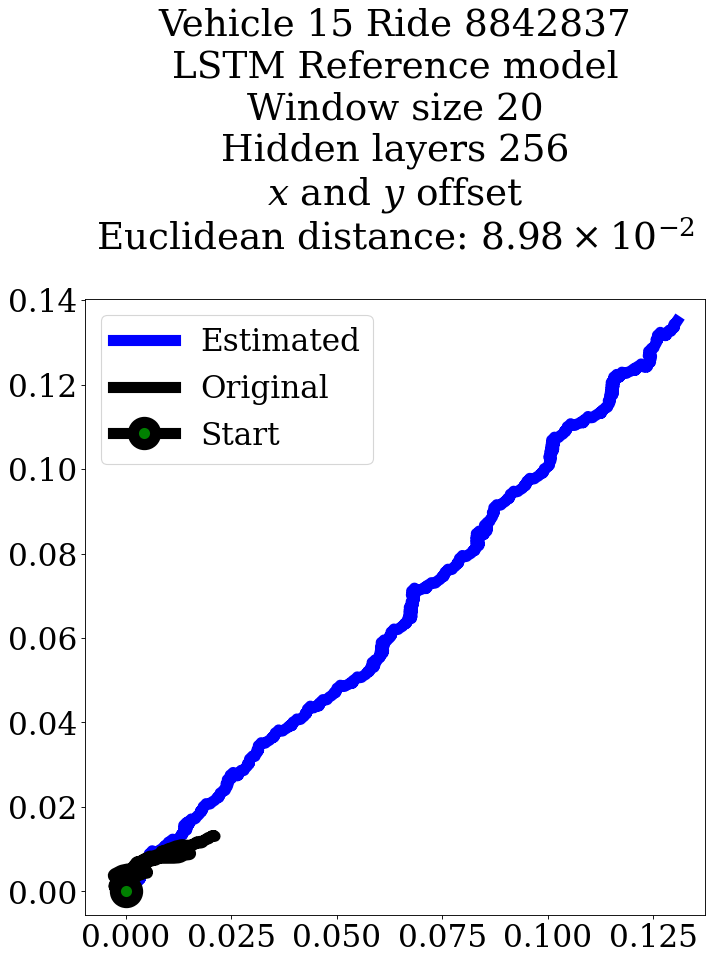 Vehicle 15 Ride 8842837
LSTM Reference model
Window size 20
Hidden layers 256
x and y offset
Euclidean distance: 8.98 × 10⁻²
0.14
0.12
0.10
0.08
0.06
0.04
0.02
0.00
Estimated
Original
Start
0.000 0.025 0.050 0.075 0.100 0.125